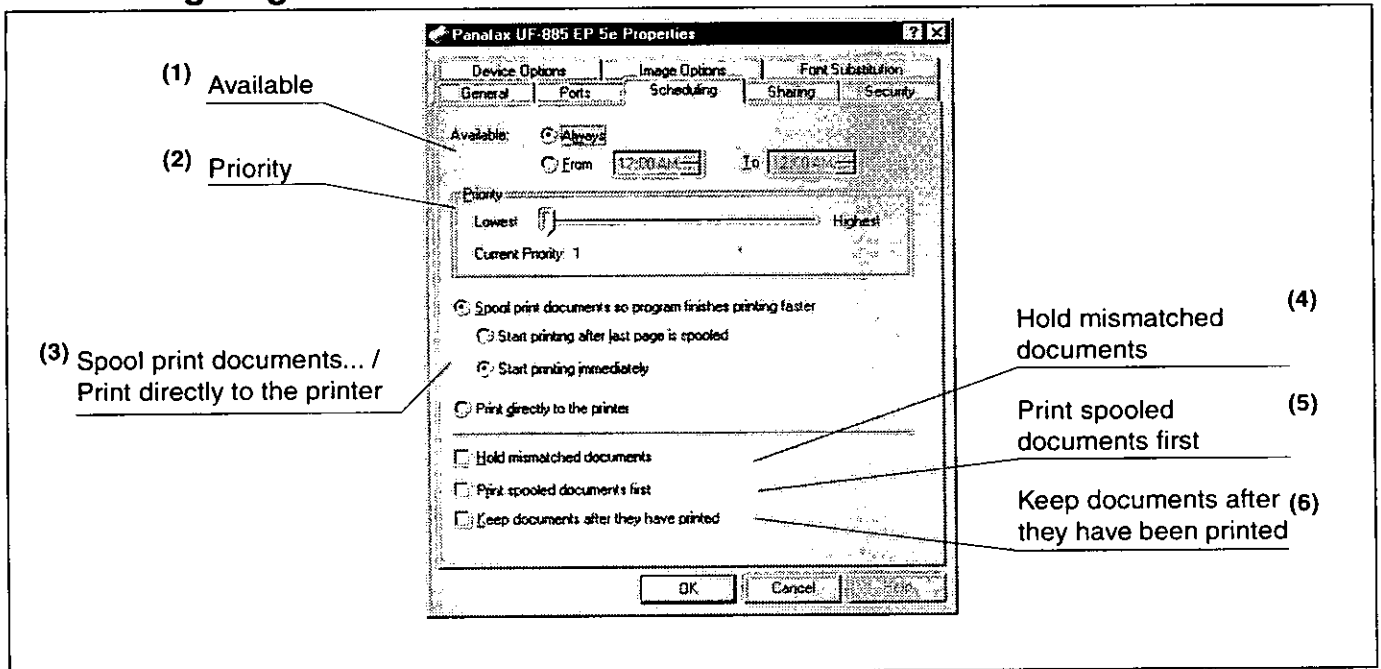 (1) Available
(2) Priority
(3) Spool print documents... /
Print directly to the printer
Panafax UF-885 EP 5e Properties
Device Options Image Options Font Substitution
General Ports Scheduling Sharing Security
Available: Always
From 12:00 AM To 12:00 AM
Priority
Lowest Highest
Current Priority: 1
Spool print documents so program finishes printing faster
Start printing after last page is spooled
Start printing immediately
Print directly to the printer
Hold mismatched documents
Print spooled documents first
Keep documents after they have printed
OK Cancel Help
Hold mismatched (4)
documents
Print spooled (5)
documents first
Keep documents after (6)
they have been printed